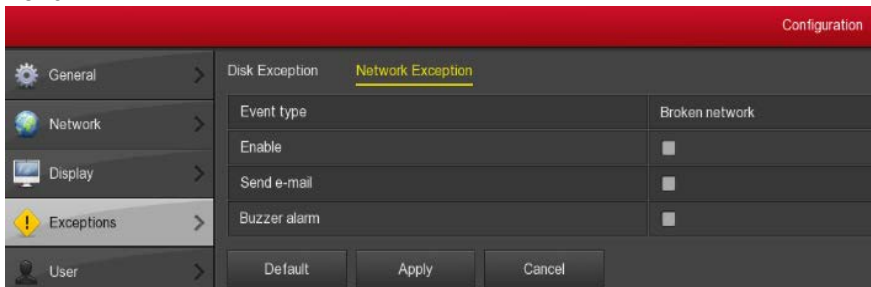 Configuration
General
Network
Display
Exceptions
User
Disk Exception Network Exception
Event type Broken network
Enable
Send e-mail
Buzzer alarm
Default Apply Cancel